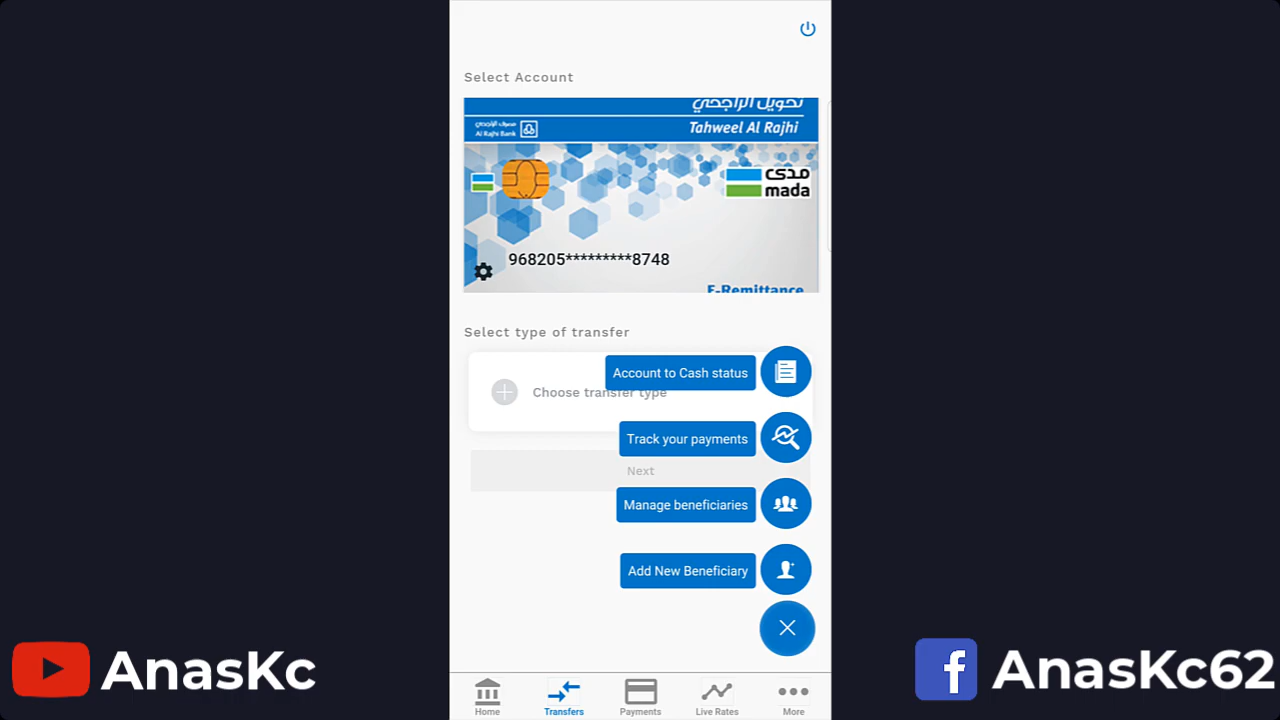 Select Account
تحويل الراجحي
مصرف الراجحي
Al Rajhi Bank
Tahweel Al Rajhi
مدى
mada
968205*********8748
E-Remittance
Select type of transfer
Account to Cash status
Choose transfer type
Track your payments
Next
Manage beneficiaries
Add New Beneficiary
AnasKc
AnasKc62
Home
Transfers
Payments
Live Rates
More